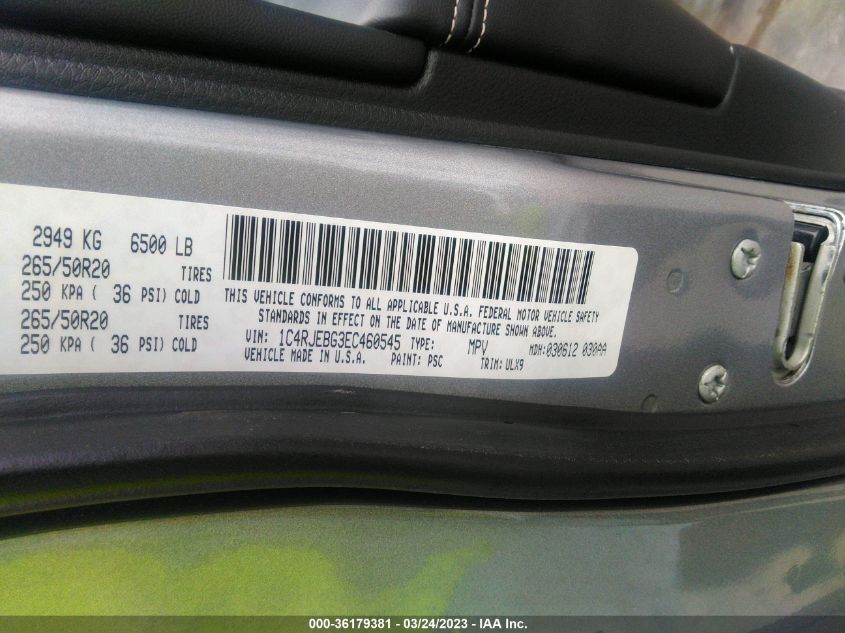 2949 KG 6500 LB
265/50R20 TIRES
250 KPA ( 36 PSI) COLD
265/50R20 TIRES
250 KPA ( 36 PSI) COLD
THIS VEHICLE CONFORMS TO ALL APPLICABLE U.S.A. FEDERAL MOTOR VEHICLE SAFETY
STANDARDS IN EFFECT ON THE DATE OF MANUFACTURE SHOWN ABOVE.
VIN: 1C4RJEBG3EC460545 TYPE: MPV MDH:030612 030AA
VEHICLE MADE IN U.S.A. PAINT: PSC TRIM: ULX9
000-36179381 - 03/24/2023 - IAA Inc.